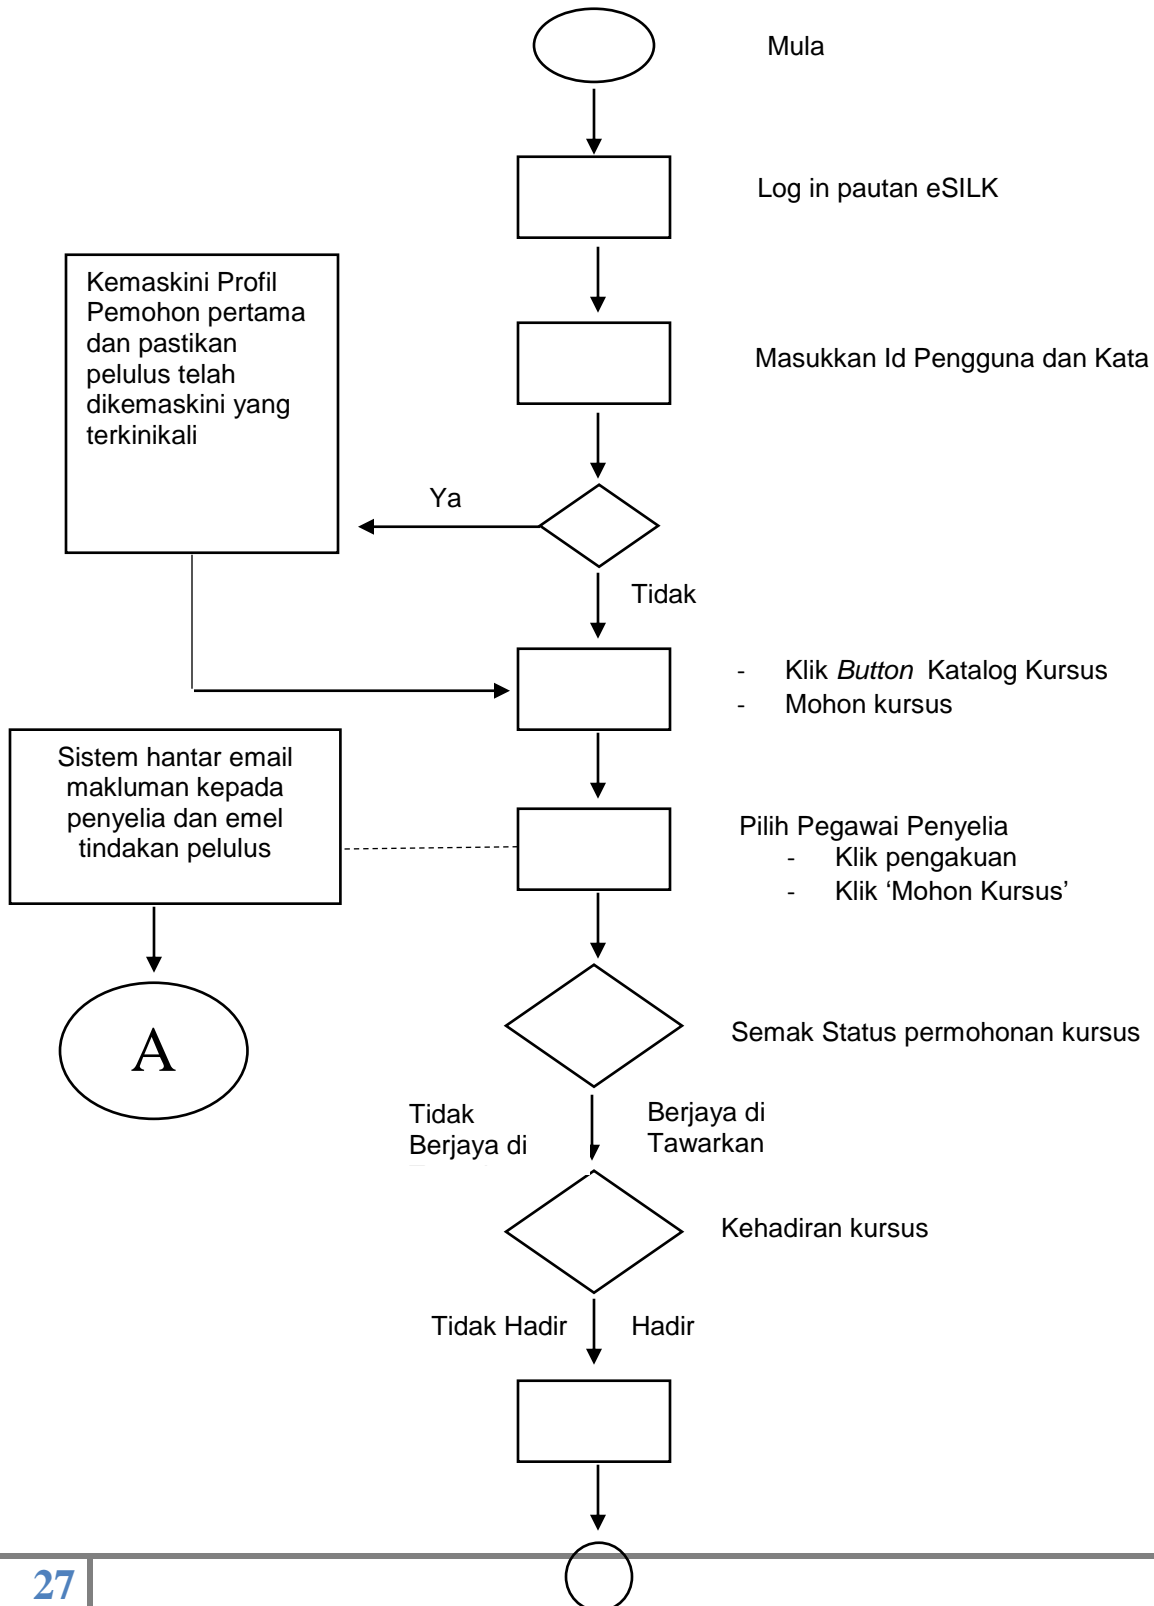 Mula
Log in pautan eSILK
Kemaskini Profil
Pemohon pertama
dan pastikan
pelulus telah
dikemaskini yang
terkinikali
Masukkan Id Pengguna dan Kata
Ya
Tidak
- Klik Button Katalog Kursus
- Mohon kursus
Sistem hantar email
makluman kepada
penyelia dan emel
tindakan pelulus
Pilih Pegawai Penyelia
- Klik pengakuan
- Klik ‘Mohon Kursus’
A
Semak Status permohonan kursus
Tidak
Berjaya di
Berjaya di
Tawarkan
Kehadiran kursus
Tidak Hadir
Hadir
27